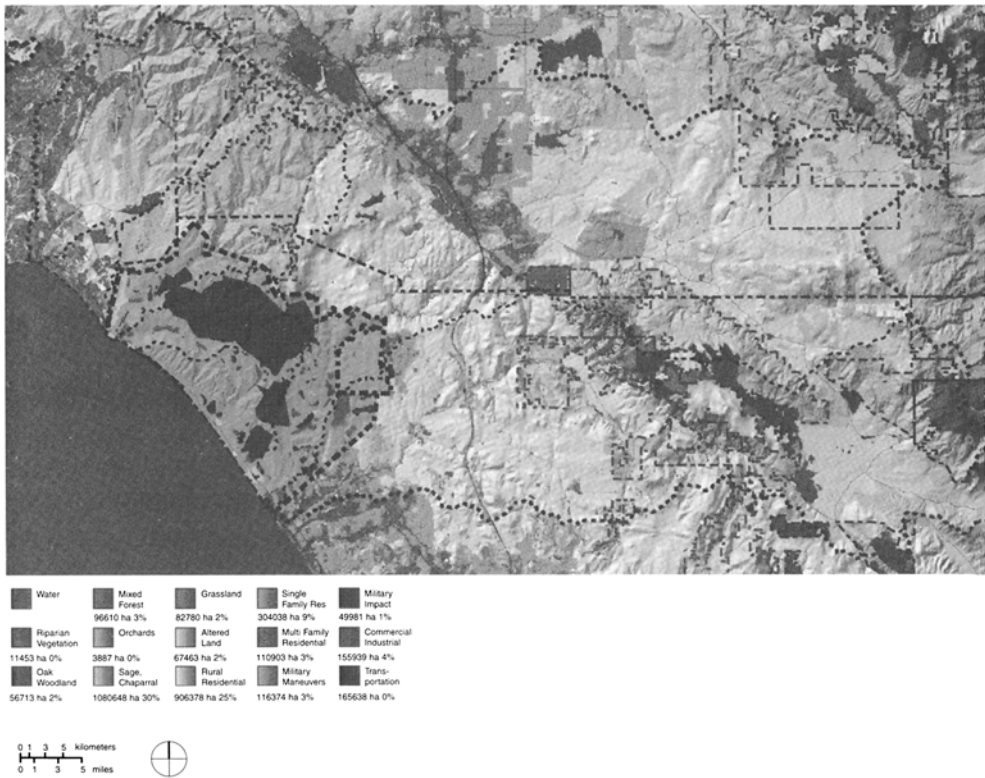 Water
Mixed
Forest
96610 ha 3%
Grassland
82780 ha 2%
Single
Family Res
304038 ha 9%
Military
Impact
49981 ha 1%
Riparian
Vegetation
11453 ha 0%
Orchards
3887 ha 0%
Altered
Land
67463 ha 2%
Multi Family
Residential
110903 ha 3%
Commercial
Industrial
155939 ha 4%
Oak
Woodland
56713 ha 2%
Sage,
Chaparral
1080648 ha 30%
Rural
Residential
906378 ha 25%
Military
Maneuvers
116374 ha 3%
Trans-
portation
165638 ha 0%
0 1 3 5 kilometers
0 1 3 5 miles